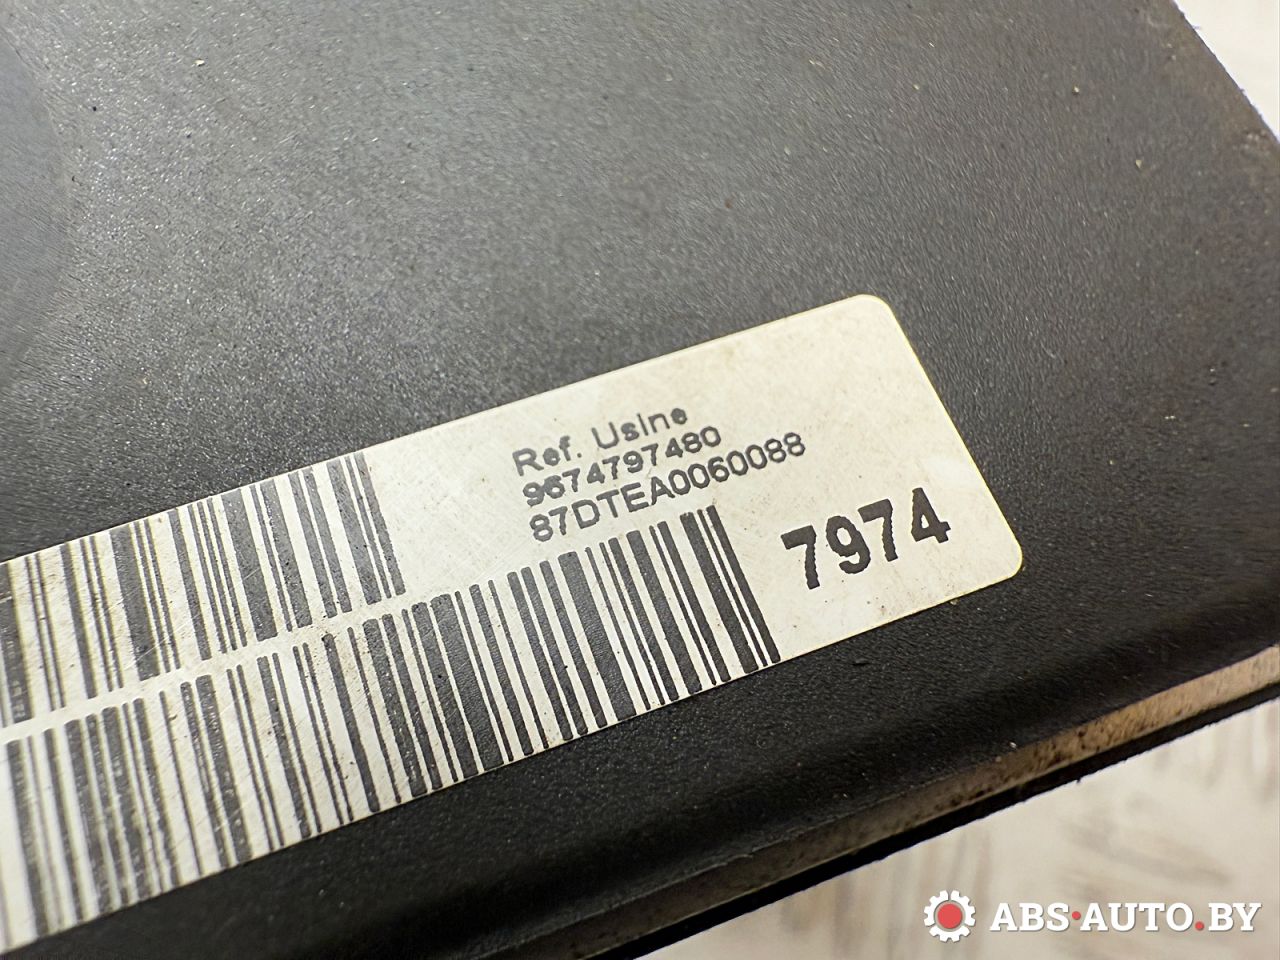 Ref. Usine
9674797480
87DTEA0060088
7974
ABS-AUTO.BY